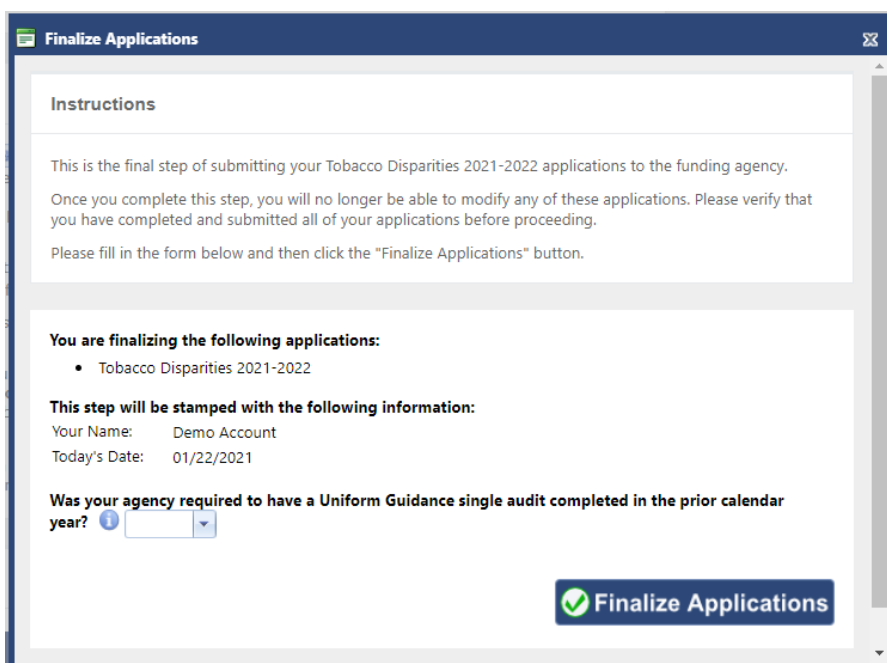 Finalize Applications
Instructions
This is the final step of submitting your Tobacco Disparities 2021-2022 applications to the funding agency.
Once you complete this step, you will no longer be able to modify any of these applications. Please verify that
you have completed and submitted all of your applications before proceeding.
Please fill in the form below and then click the "Finalize Applications" button.
You are finalizing the following applications:
• Tobacco Disparities 2021-2022
This step will be stamped with the following information:
Your Name: Demo Account
Today's Date: 01/22/2021
Was your agency required to have a Uniform Guidance single audit completed in the prior calendar
year?
Finalize Applications